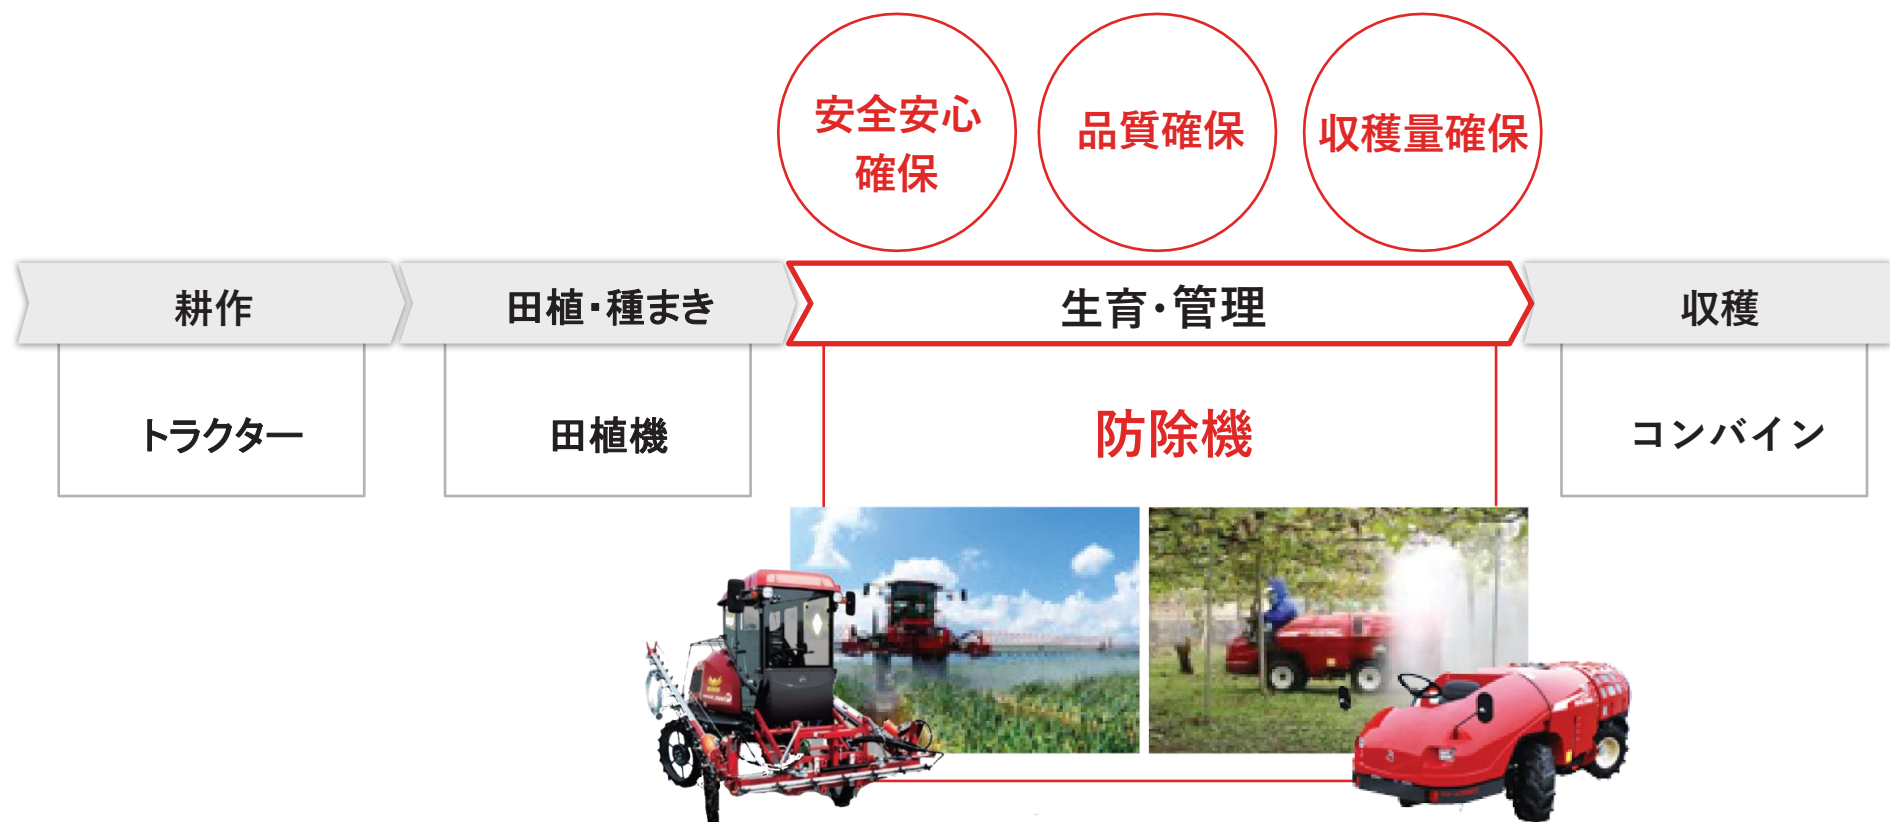 安全安心
確保
品質確保
収穫量確保
耕作
田植・種まき
生育・管理
収穫
トラクター
田植機
防除機
コンバイン